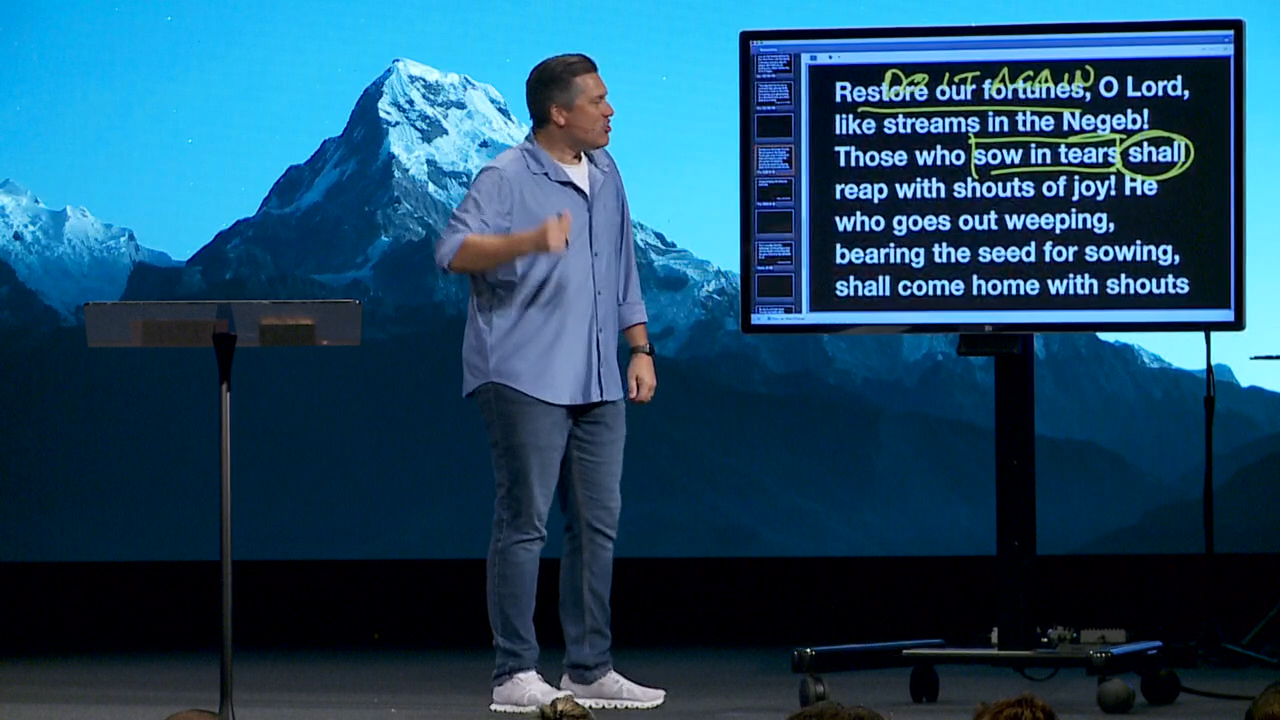 DO IT AGAIN
Restore our fortunes, O Lord,
like streams in the Negeb!
Those who sow in tears shall
reap with shouts of joy! He
who goes out weeping,
bearing the seed for sowing,
shall come home with shouts